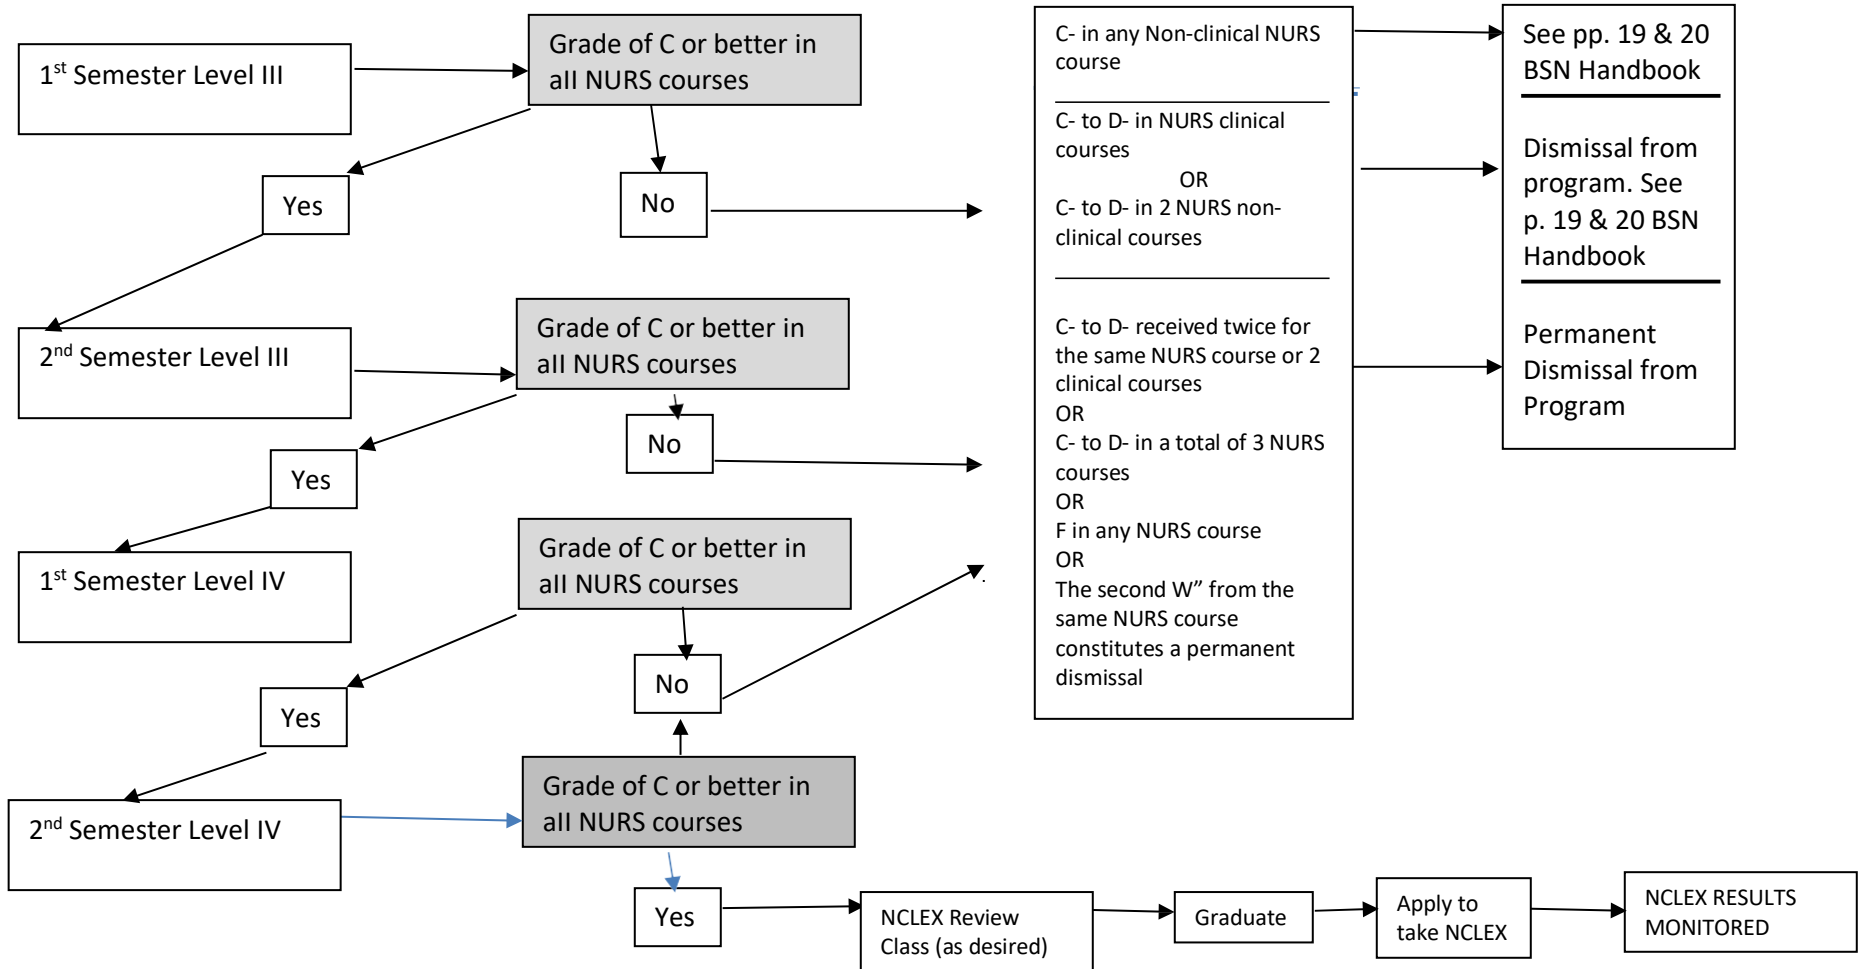 1st Semester Level III
Grade of C or better in
all NURS courses
Yes
No
2nd Semester Level III
Grade of C or better in
all NURS courses
Yes
No
1st Semester Level IV
Grade of C or better in
all NURS courses
Yes
No
2nd Semester Level IV
Grade of C or better in
all NURS courses
Yes
NCLEX Review
Class (as desired)
Graduate
Apply to
take NCLEX
NCLEX RESULTS
MONITORED
C- in any Non-clinical NURS
course
C- to D- in NURS clinical
courses
OR
C- to D- in 2 NURS non-
clinical courses
C- to D- received twice for
the same NURS course or 2
clinical courses
OR
C- to D- in a total of 3 NURS
courses
OR
F in any NURS course
OR
The second W” from the
same NURS course
constitutes a permanent
dismissal
See pp. 19 & 20
BSN Handbook
Dismissal from
program. See
p. 19 & 20 BSN
Handbook
Permanent
Dismissal from
Program